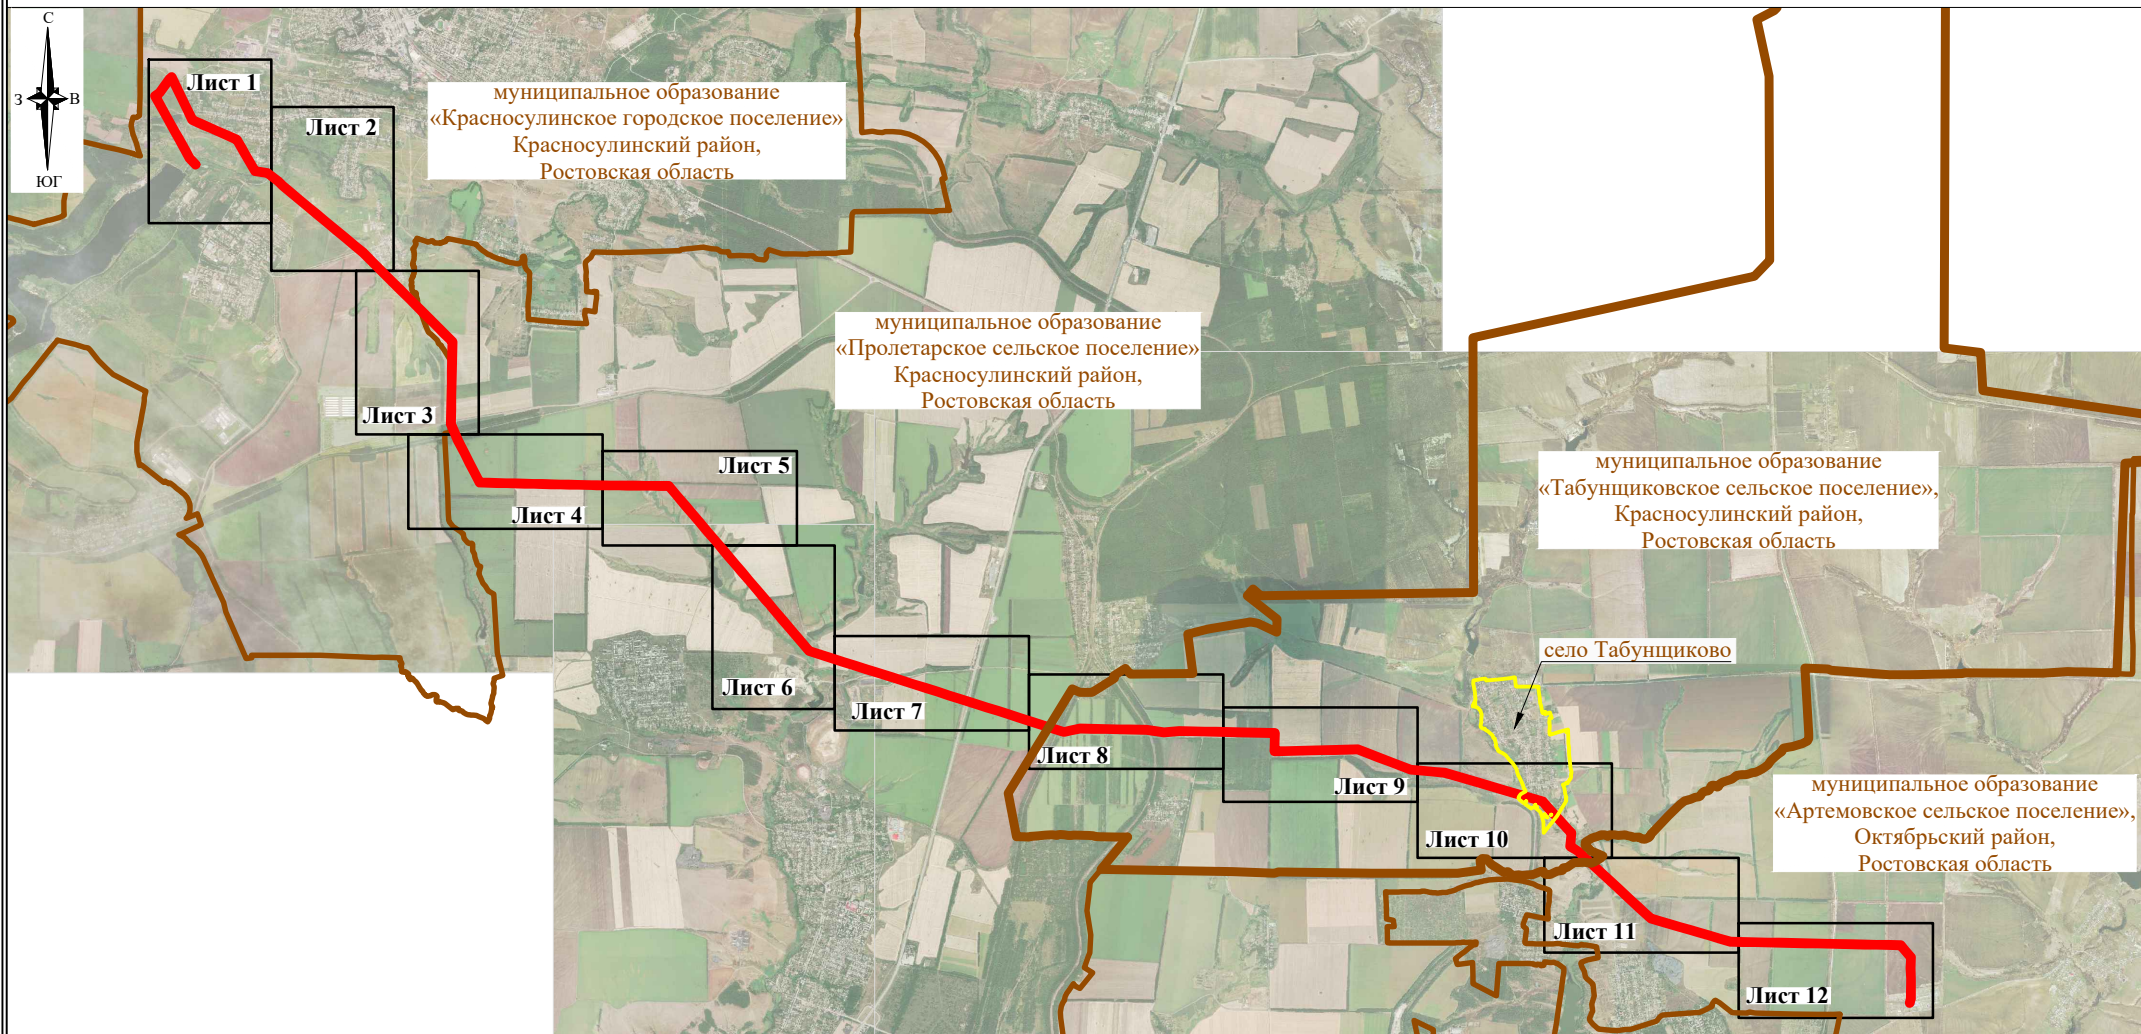 С
З
В
ЮГ
Лист 1
Лист 2
муниципальное образование
«Красносулинское городское поселение»
Красносулинский район,
Ростовская область
муниципальное образование
«Пролетарское сельское поселение»
Красносулинский район,
Ростовская область
Лист 3
Лист 4
Лист 5
муниципальное образование
«Табунщиковское сельское поселение»,
Красносулинский район,
Ростовская область
село Табунщиково
Лист 6
Лист 7
Лист 8
Лист 9
Лист 10
муниципальное образование
«Артемовское сельское поселение»,
Октябрьский район,
Ростовская область
Лист 11
Лист 12